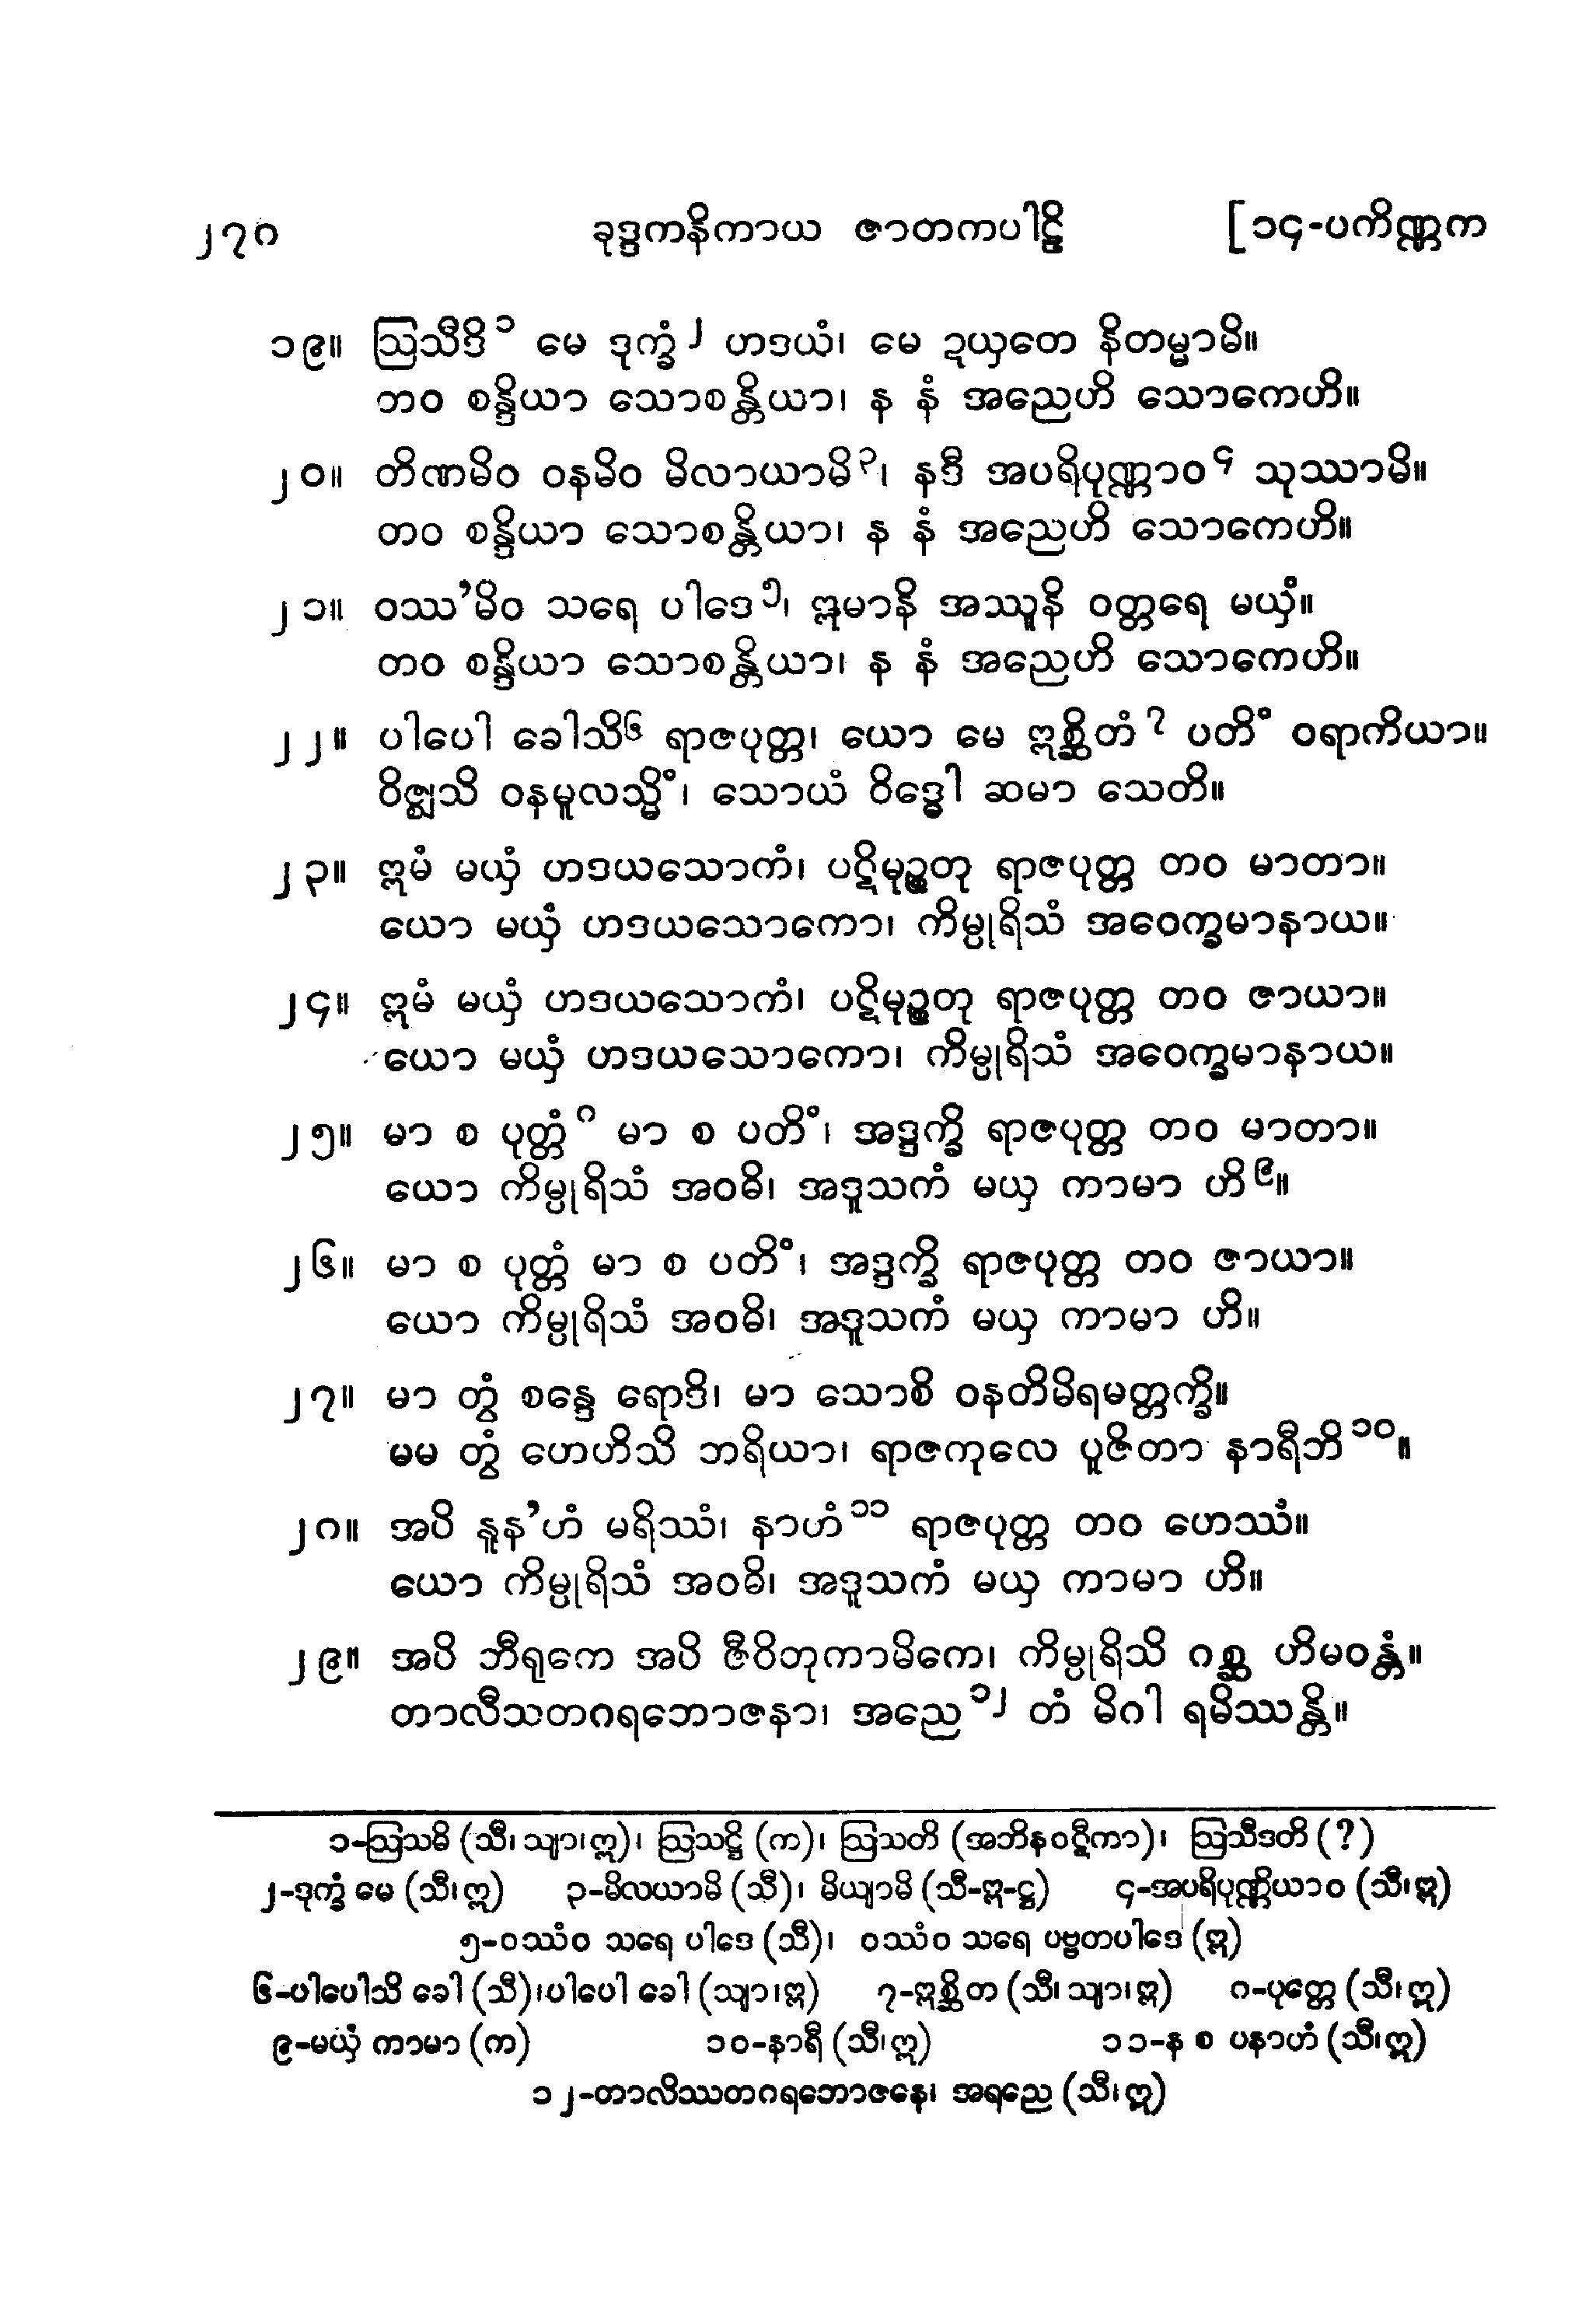 ၂၇၈ ခုဒ္ဒကနိကာယ ဇာတကပါဠိ [၁၄-ပကိဏ္ဏက
၁၉။ ဩသီဒိ၁ မေ ဒုက္ခံ၂ ဟဒယံ၊ မေ ဍယှတေ နိတမ္မာမိ။
တဝ စန္ဒိယာ သောစန္တိယာ၊ န နံ အညေဟိ သောကေဟိ။
၂၀။ တိဏမိဝ ဝနမိဝ မိလာယာမိ၃၊ နဒီ အပရိပုဏ္ဏာဝ၄ သုဿာမိ။
တဝ စန္ဒိယာ သောစန္တိယာ၊ န နံ အညေဟိ သောကေဟိ။
၂၁။ ဝဿ’မိဝ သရေ ပါဒေ၅၊ ဣမာနိ အဿူနိ ဝတ္တရေ မယှံ။
တဝ စန္ဒိယာ သောစန္တိယာ၊ န နံ အညေဟိ သောကေဟိ။
၂၂။ ပါပေါ ခေါသိ၆ ရာဇပုတ္တ၊ ယော မေ ဣစ္ဆိတံ၇ ပတိံ ဝရာကိယာ။
ဝိဇ္ဈသိ ဝနမူလသ္မိံ၊ သောယံ ဝိဒ္ဓေါ ဆမာ သေတိ။
၂၃။ ဣမံ မယှံ ဟဒယသောကံ၊ ပဋိမုဉ္စတု ရာဇပုတ္တ တဝ မာတာ။
ယော မယှံ ဟဒယသောကော၊ ကိမ္ပုရိသံ အဝေက္ခမာနာယ။
၂၄။ ဣမံ မယှံ ဟဒယသောကံ၊ ပဋိမုဉ္စတု ရာဇပုတ္တ တဝ ဇာယာ။
ယော မယှံ ဟဒယသောကော၊ ကိမ္ပုရိသံ အဝေက္ခမာနာယ။
၂၅။ မာ စ ပုတ္တံ၈ မာ စ ပတိံ၊ အဒ္ဒက္ခိ ရာဇပုတ္တ တဝ မာတာ။
ယော ကိမ္ပုရိသံ အဝဓိ၊ အဒူသကံ မယှ ကာမာ ဟိ၉။
၂၆။ မာ စ ပုတ္တံ မာ စ ပတိံ၊ အဒ္ဒက္ခိ ရာဇပုတ္တ တဝ ဇာယာ။
ယော ကိမ္ပုရိသံ အဝဓိ၊ အဒူသကံ မယှ ကာမာ ဟိ။
၂၇။ မာ တွံ စန္ဒေ ရောဒိ၊ မာ သောစိ ဝနတိမိရမတ္တက္ခိ။
မမ တွံ ဟေဟိသိ ဘရိယာ၊ ရာဇကုလေ ပူဇိတာ နာရီဘိ၁၀။
၂၈။ အပိ နူန’ဟံ မရိဿံ၊ နာဟံ၁၁ ရာဇပုတ္တ တဝ ဟေဿံ။
ယော ကိမ္ပုရိသံ အဝဓိ၊ အဒူသကံ မယှ ကာမာ ဟိ။
၂၉။ အပိ ဘီရုကေ အပိ ဇီဝိတုကာမိကေ၊ ကိမ္ပုရိသိ ဂစ္ဆ ဟိမဝန္တံ။
တာလီသတဂရဘောဇနာ၊ အညေ၁၂ တံ မိဂါ ရမိဿန္တိ။
၁-ဩသဓိ (သီ၊ သျာ၊ဣ)၊ ဩသဋ္ဌိ (က)၊ ဩသတိ (အဘိနဝဋီကာ)၊ ဩသီဒတိ (?)
၂-ဒုက္ခံ မေ (သီ၊ဣ) ၃-မိလယာမိ (သီ)၊ မိယျာမိ (သီ-ဣ-ဋ္ဌ) ၄-အပရိပုဏ္ဏိယာဝ (သီ၊ဣ)
၅-ဝဿံဝ သရေ ပါဒေ (သီ)၊ ဝဿံဝ သရေ ပဗ္ဗတပါဒေ (ဣ)
၆-ပါပေါသိ ခေါ (သီ)၊ပါပေါ ခေါ (သျာ၊ဣ) ၇-ဣစ္ဆိတ (သီ၊ သျာ၊ဣ) ၈-ပုတ္တေ (သီ၊ဣ)
၉-မယှံ ကာမာ (က) ၁၀-နာရီ (သီ၊ဣ) ၁၁-န စ ပနာဟံ (သီ၊ဣ)
၁၂-တာလိဿတဂရဘောဇနေ၊ အရညေ (သီ၊ဣ)